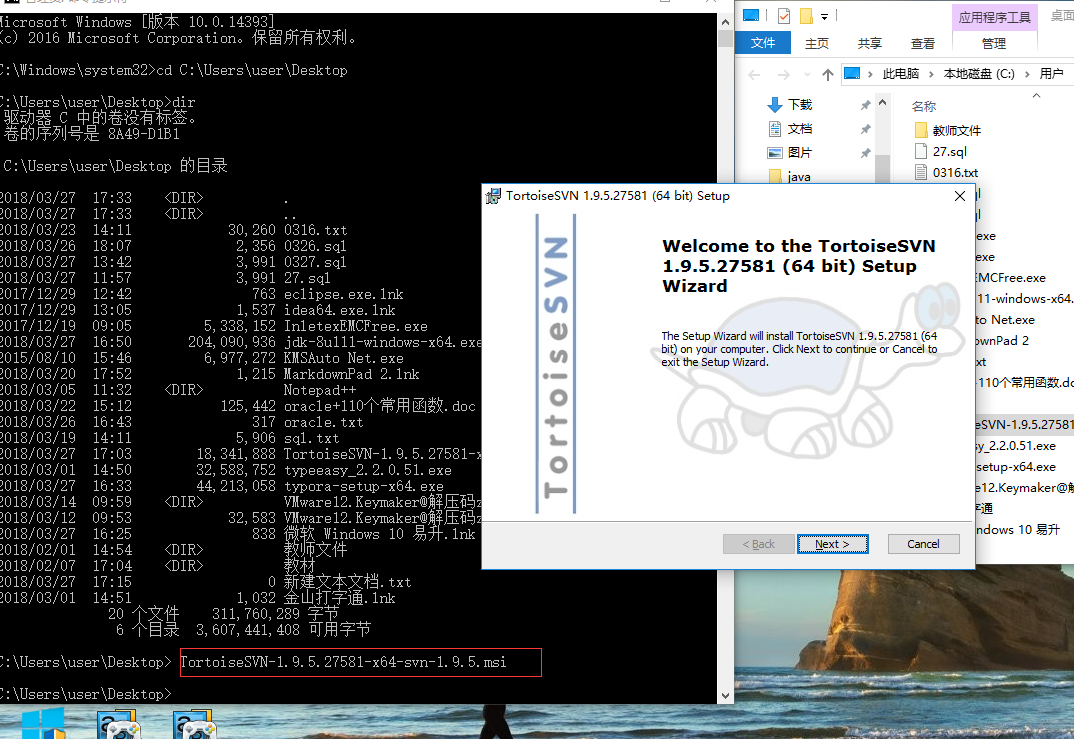 Microsoft Windows [版本 10.0.14393]
(c) 2016 Microsoft Corporation。保留所有权利。
C:\Windows\system32>cd C:\Users\user\Desktop
C:\Users\user\Desktop>dir
驱动器 C 中的卷没有标签。
卷的序列号是 8A49-D1B1
C:\Users\user\Desktop 的目录
2018/03/27  17:33    <DIR>          .
2018/03/27  17:33    <DIR>          ..
2018/03/23  14:11            30,260 0316.txt
2018/03/26  18:07             2,356 0326.sql
2018/03/27  13:42             3,991 0327.sql
2018/03/27  11:57             3,991 27.sql
2017/12/29  12:42               763 eclipse.exe.lnk
2017/12/29  13:05             1,537 idea64.exe.lnk
2017/12/19  09:05         5,338,152 InletexEMCFree.exe
2018/03/27  16:50       204,090,936 jdk-8u111-windows-x64.exe
2015/08/10  15:46         6,977,272 KMSAuto Net.exe
2018/03/20  17:52             1,215 MarkdownPad 2.lnk
2018/03/05  11:32    <DIR>          Notepad++
2018/03/22  15:12           125,442 oracle+110个常用函数.doc
2018/03/26  16:43               317 oracle.txt
2018/03/19  14:11             5,906 sql.txt
2018/03/27  17:03        18,341,888 TortoiseSVN-1.9.5.27581-x
2018/03/01  14:50        32,588,752 typeeasy_2.2.0.51.exe
2018/03/27  16:33        44,213,058 typora-setup-x64.exe
2018/03/14  09:59    <DIR>          VMware12.Keymaker@解压码z
2018/03/12  09:53            32,583 VMware12.Keymaker@解压码z
2018/03/27  16:25               838 微软 Windows 10 易升.lnk
2018/02/01  14:54    <DIR>          教师文件
2018/02/07  17:04    <DIR>          教材
2018/03/27  17:15                 0 新建文本文档.txt
2018/03/01  14:51             1,032 金山打字通.lnk
20 个文件    311,760,289 字节
6 个目录  3,607,441,408 可用字节
C:\Users\user\Desktop> TortoiseSVN-1.9.5.27581-x64-svn-1.9.5.msi
C:\Users\user\Desktop>
应用程序工具
桌面
文件 主页 共享 查看 管理
此电脑 本地磁盘 (C:) 用户
下载
文档
图片
java
名称
教师文件
27.sql
0316.txt
ql
ql
exe
exe
EMCFree.exe
11-windows-x64.
to Net.exe
ownPad 2
xt
+110个常用函数.do
eSVN-1.9.5.27581
sy_2.2.0.51.exe
setup-x64.exe
e12.Keymaker@解
字通
ndows 10 易升
TortoiseSVN 1.9.5.27581 (64 bit) Setup
TortoiseSVN
Welcome to the TortoiseSVN
1.9.5.27581 (64 bit) Setup
Wizard
The Setup Wizard will install TortoiseSVN 1.9.5.27581 (64
bit) on your computer. Click Next to continue or Cancel to
exit the Setup Wizard.
< Back Next > Cancel